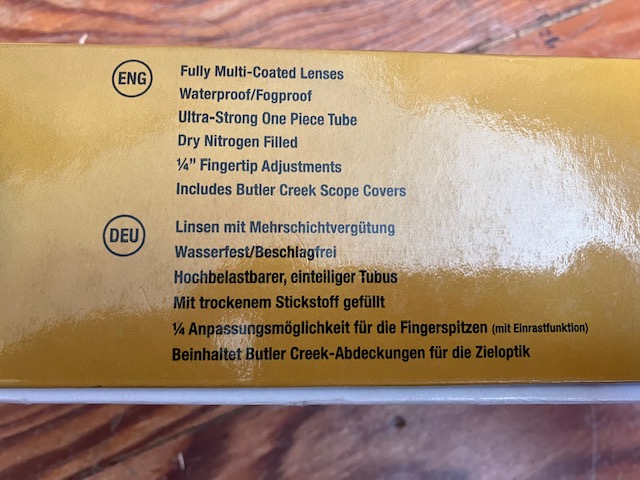 ENG
Fully Multi-Coated Lenses
Waterproof/Fogproof
Ultra-Strong One Piece Tube
Dry Nitrogen Filled
¼” Fingertip Adjustments
Includes Butler Creek Scope Covers
DEU
Linsen mit Mehrschichtvergütung
Wasserfest/Beschlagfrei
Hochbelastbarer, einteiliger Tubus
Mit trockenem Stickstoff gefüllt
¼ Anpassungsmöglichkeit für die Fingerspitzen (mit Einrastfunktion)
Beinhaltet Butler Creek-Abdeckungen für die Zieloptik